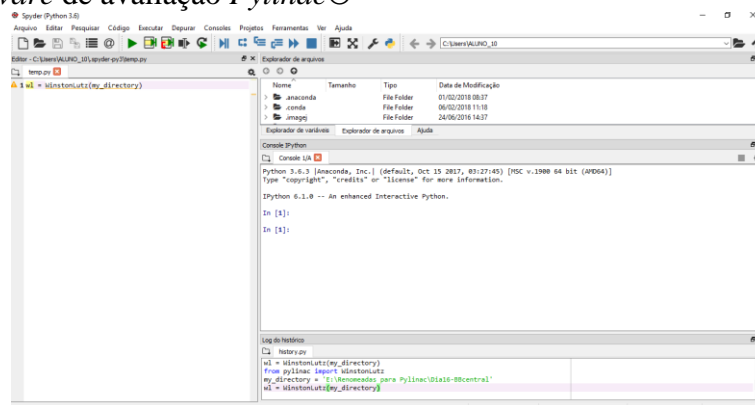 ware de avaliação Pylinac®
Spyder (Python 3.6)
Arquivo Editar Pesquisar Código Executar Depurar Consoles Projetos Ferramentas Ver Ajuda
C:\Users\ALUNO_10
Editor - C:\Users\ALUNO_10\.spyder-py3\temp.py
temp.py
1 wl = WinstonLutz(my_directory)
Explorador de arquivos
Nome Tamanho Tipo Data de Modificação
.anaconda File Folder 01/02/2018 08:37
.conda File Folder 06/02/2018 11:18
.imagej File Folder 24/06/2016 14:37
Explorador de variáveis Explorador de arquivos Ajuda
Console IPython
Console 1/A
Python 3.6.3 |Anaconda, Inc.| (default, Oct 15 2017, 03:27:45) [MSC v.1900 64 bit (AMD64)]
Type "copyright", "credits" or "license" for more information.
IPython 6.1.0 -- An enhanced Interactive Python.
In [1]:
In [1]:
Log do histórico
history.py
wl = WinstonLutz(my_directory)
from pylinac import WinstonLutz
my_directory = 'E:\Renomeadas para Pylinac\Dia16-BBcentral'
wl = WinstonLutz(my_directory)